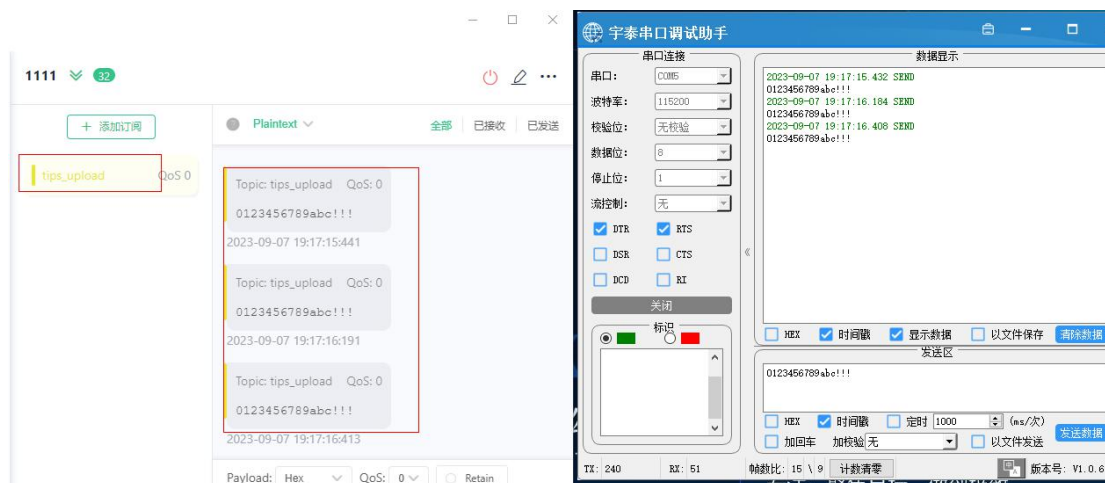 1111 32
+ 添加订阅
tips_upload QoS 0
Plaintext 全部 已接收 已发送
Topic: tips_upload QoS: 0
0123456789abc!!!
2023-09-07 19:17:15:441
Topic: tips_upload QoS: 0
0123456789abc!!!
2023-09-07 19:17:16:191
Topic: tips_upload QoS: 0
0123456789abc!!!
2023-09-07 19:17:16:413
Payload: Hex QoS: 0 Retain
宇泰串口调试助手
串口连接
串口: COM5
波特率: 115200
校验位: 无校验
数据位: 8
停止位: 1
流控制: 无
DTR RTS
DSR CTS
DCD RI
关闭
标识
数据显示
2023-09-07 19:17:15.432 SEND
0123456789abc!!!
2023-09-07 19:17:16.184 SEND
0123456789abc!!!
2023-09-07 19:17:16.408 SEND
0123456789abc!!!
HEX 时间戳 显示数据 以文件保存 清除数据
发送区
0123456789abc!!!
HEX 时间戳 定时 1000 (ms/次)
加回车 加校验 无 以文件发送 发送数据
TX: 240 RX: 51 帧数比: 15 \ 9 计数清零 版本号: V1.0.6